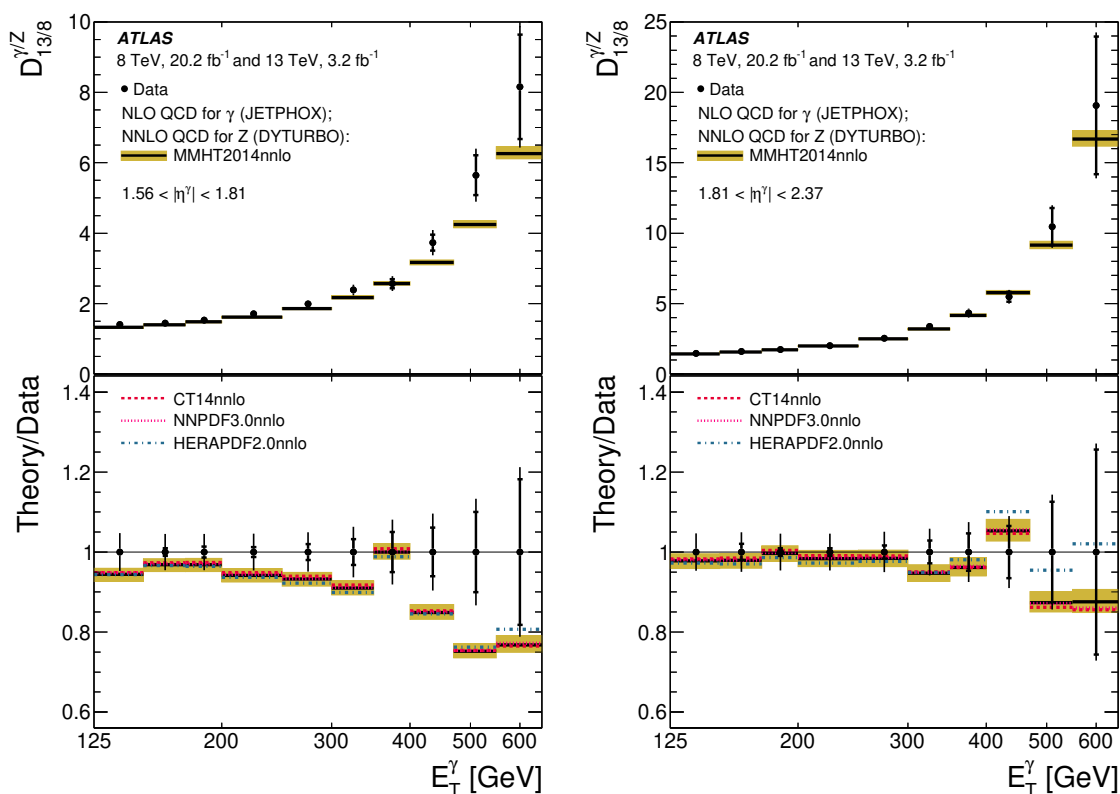 D^{γ/Z}_{13/8}
10
8
6
4
2
0
ATLAS
8 TeV, 20.2 fb⁻¹ and 13 TeV, 3.2 fb⁻¹
Data
NLO QCD for γ (JETPHOX);
NNLO QCD for Z (DYTURBO):
MMHT2014nnlo
1.56 < |η^γ| < 1.81
Theory/Data
1.4
1.2
1
0.8
0.6
CT14nnlo
NNPDF3.0nnlo
HERAPDF2.0nnlo
125 200 300 400 500 600
E_T^γ [GeV]
D^{γ/Z}_{13/8}
25
20
15
10
5
0
ATLAS
8 TeV, 20.2 fb⁻¹ and 13 TeV, 3.2 fb⁻¹
Data
NLO QCD for γ (JETPHOX);
NNLO QCD for Z (DYTURBO):
MMHT2014nnlo
1.81 < |η^γ| < 2.37
Theory/Data
1.4
1.2
1
0.8
0.6
CT14nnlo
NNPDF3.0nnlo
HERAPDF2.0nnlo
125 200 300 400 500 600
E_T^γ [GeV]